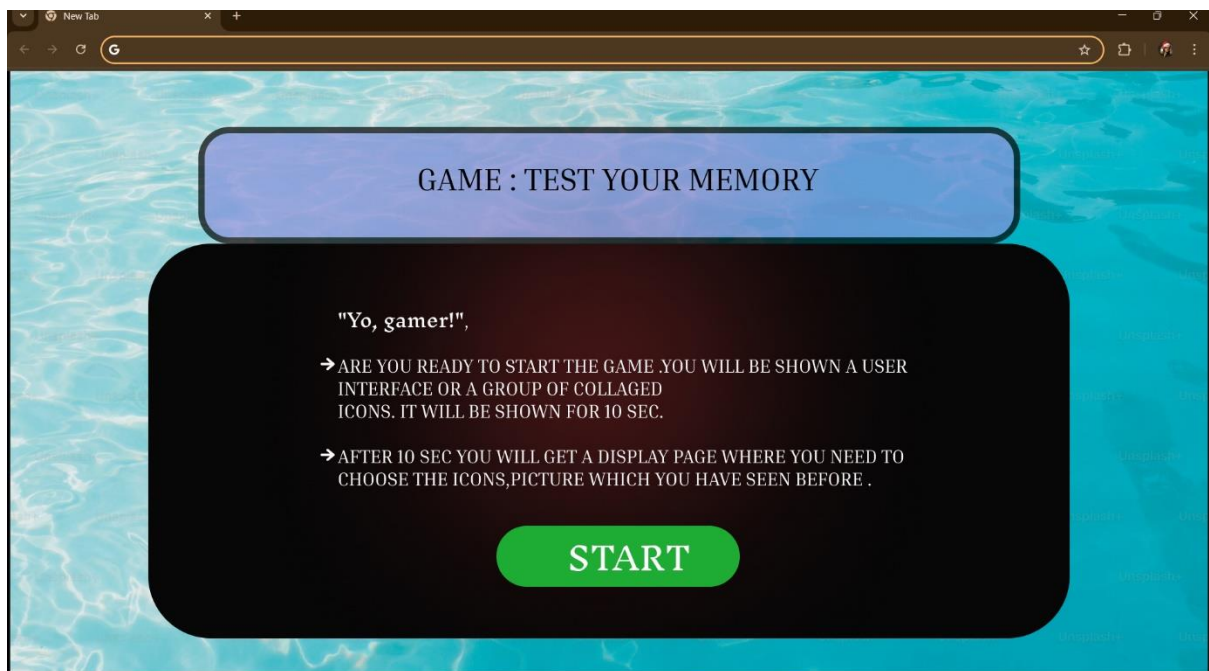 New Tab
GAME : TEST YOUR MEMORY
"Yo, gamer!",
→ARE YOU READY TO START THE GAME .YOU WILL BE SHOWN A USER
INTERFACE OR A GROUP OF COLLAGED
ICONS. IT WILL BE SHOWN FOR 10 SEC.
→AFTER 10 SEC YOU WILL GET A DISPLAY PAGE WHERE YOU NEED TO
CHOOSE THE ICONS,PICTURE WHICH YOU HAVE SEEN BEFORE .
START
Unsplash+